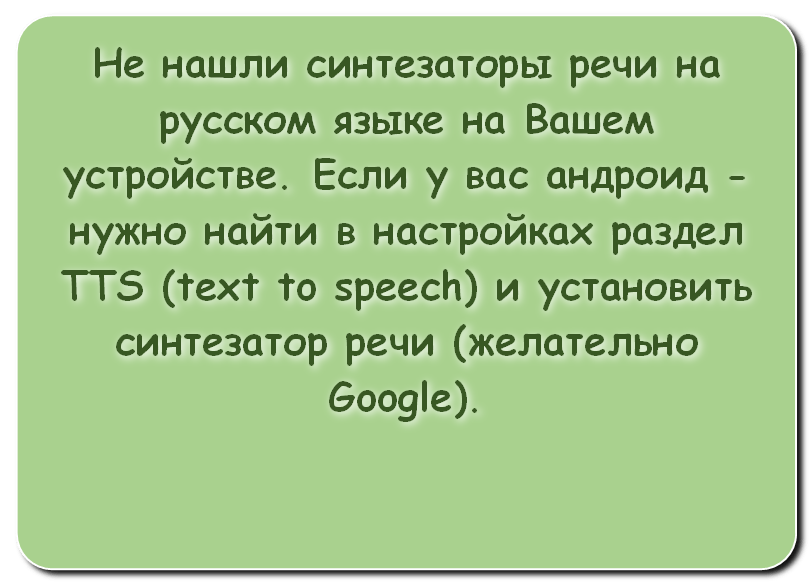 Не нашли синтезаторы речи на
русском языке на Вашем
устройстве. Если у вас андроид -
нужно найти в настройках раздел
TTS (text to speech) и установить
синтезатор речи (желательно
Google).